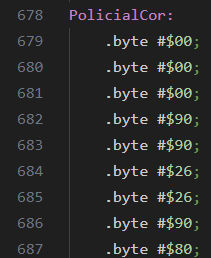 678 PolicialCor:
679 .byte #$00;
680 .byte #$00;
681 .byte #$00;
682 .byte #$90;
683 .byte #$90;
684 .byte #$26;
685 .byte #$26;
686 .byte #$90;
687 .byte #$80;